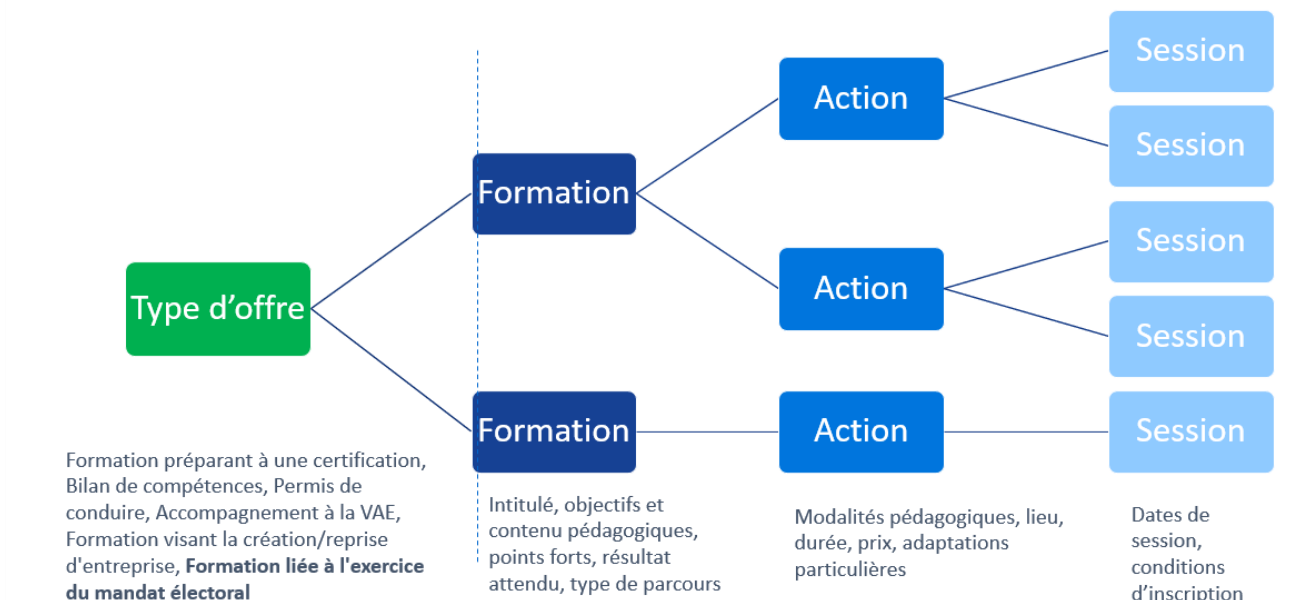 Session
Action
Session
Formation
Session
Action
Type d’offre
Session
Formation
Action
Session
Formation préparant à une certification,
Bilan de compétences, Permis de
conduire, Accompagnement à la VAE,
Formation visant la création/reprise
d'entreprise, Formation liée à l'exercice
du mandat électoral
Intitulé, objectifs et
contenu pédagogiques,
points forts, résultat
attendu, type de parcours
Modalités pédagogiques, lieu,
durée, prix, adaptations
particulières
Dates de
session,
conditions
d’inscription